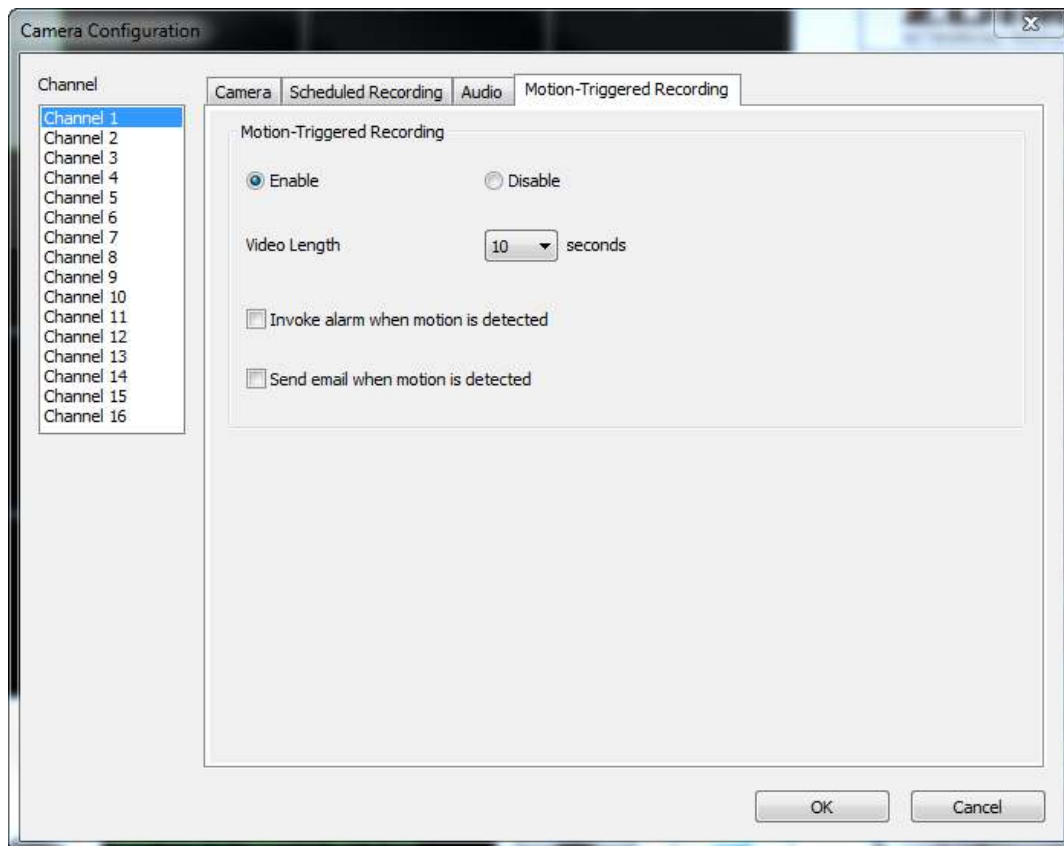 Camera Configuration
Channel
Channel 1
Channel 2
Channel 3
Channel 4
Channel 5
Channel 6
Channel 7
Channel 8
Channel 9
Channel 10
Channel 11
Channel 12
Channel 13
Channel 14
Channel 15
Channel 16
Camera Scheduled Recording Audio Motion-Triggered Recording
Motion-Triggered Recording
Enable Disable
Video Length 10 seconds
Invoke alarm when motion is detected
Send email when motion is detected
OK Cancel